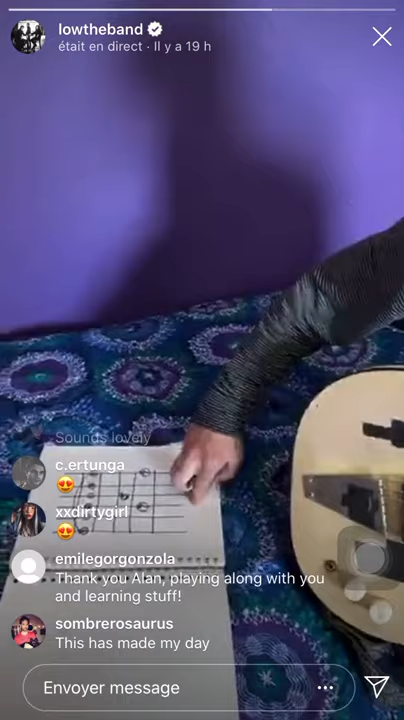 lowtheband
était en direct · Il y a 19 h
Sounds lovely
c.ertunga
😍
xxdirtygirl
😍
emilegorgonzola
Thank you Alan, playing along with you
and learning stuff!
sombrerosaurus
This has made my day
Envoyer message